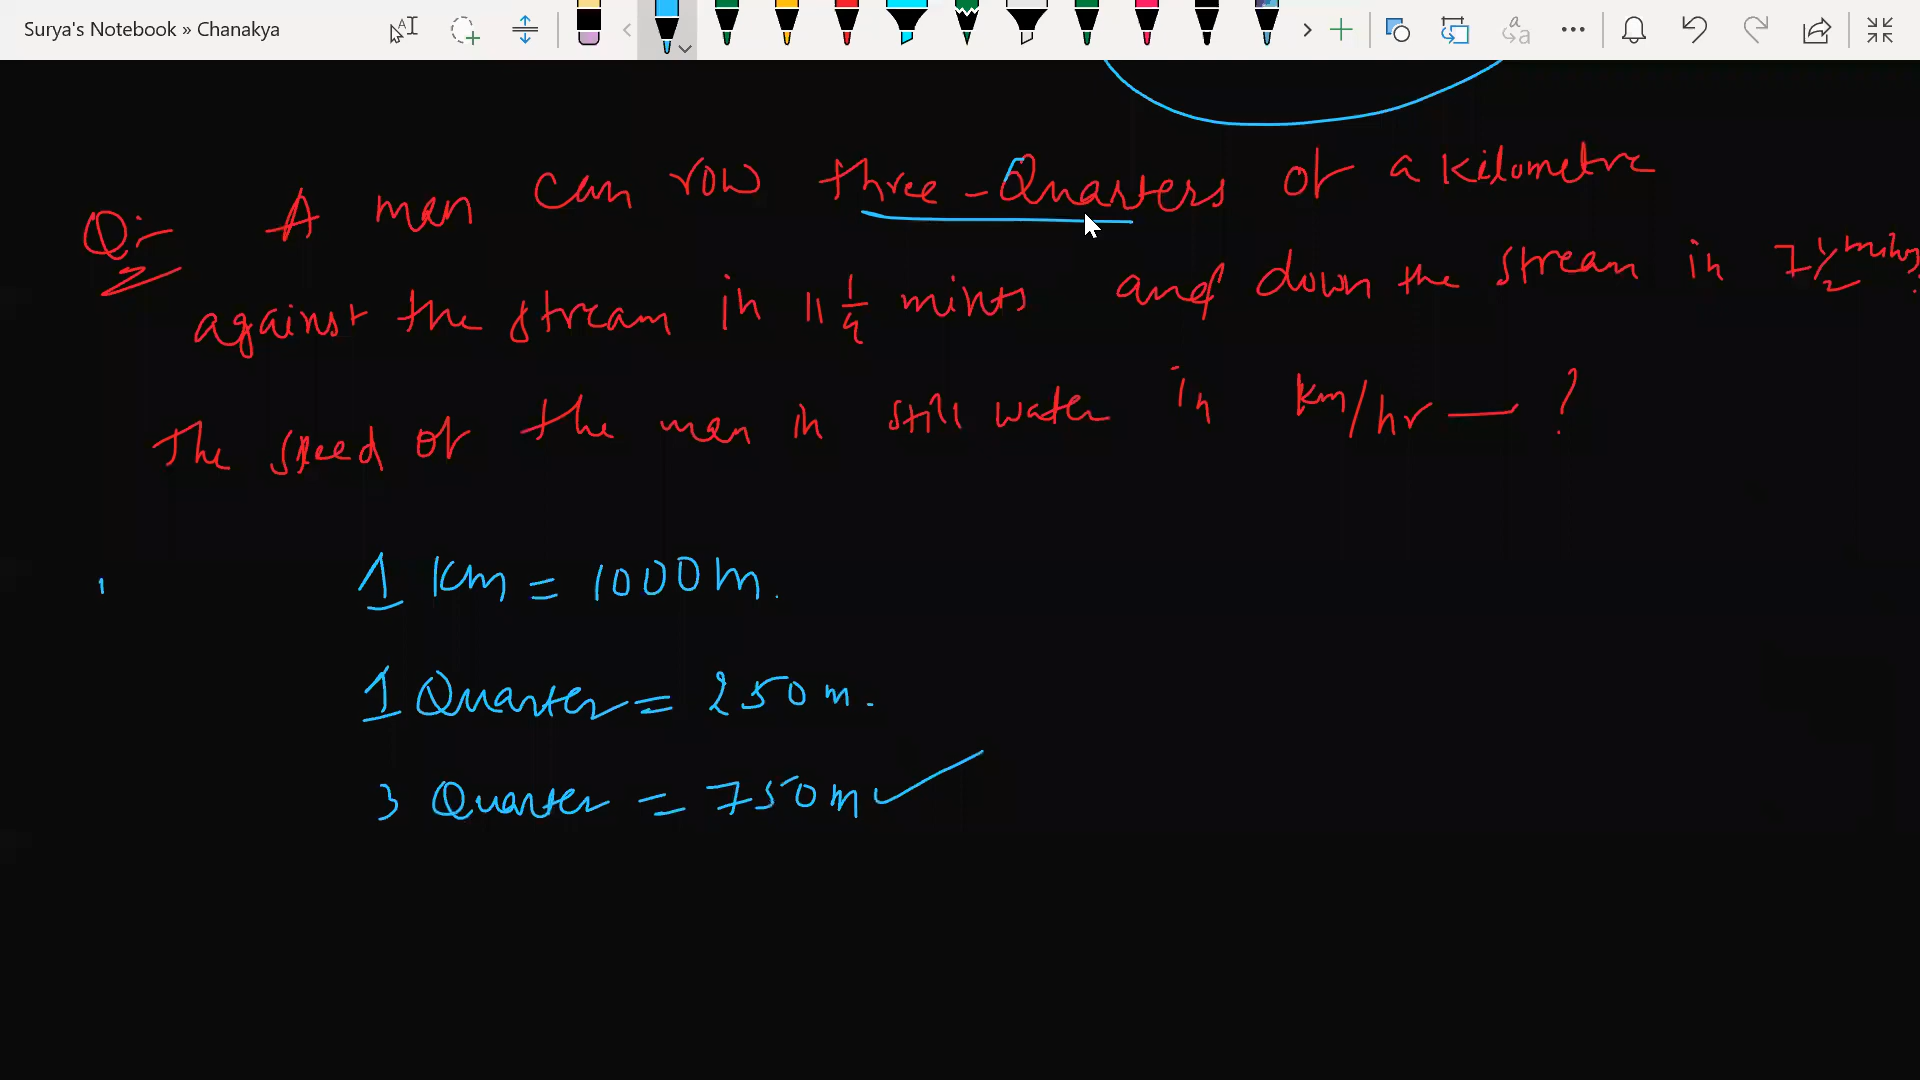 Surya's Notebook » Chanakya
Q:- A man can row three-Quarters of a kilometre
against the stream in 11 1/4 mints and down the stream in 7 1/2 mints.
The speed of the man in still water in km/hr — ?
1 Km = 1000m.
1 Quarter = 250m.
3 Quarter = 750m